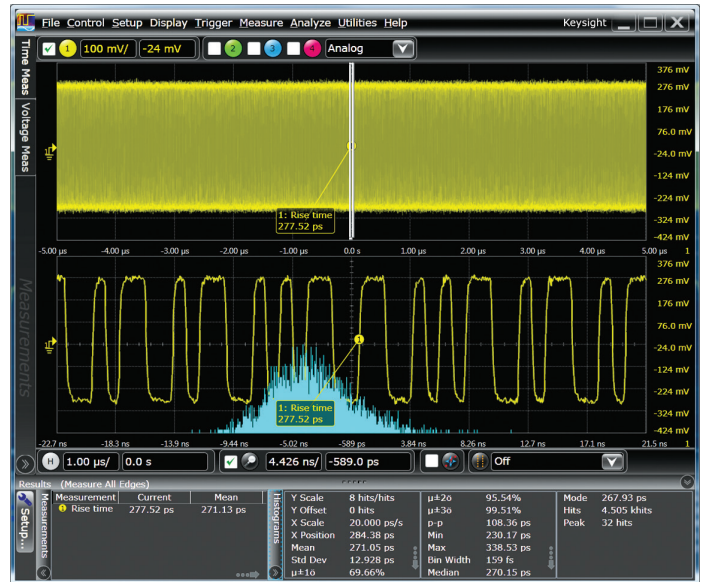 File Control Setup Display Trigger Measure Analyze Utilities Help Keysight
1 100 mV/ -24 mV 2 3 4 Analog
Time Meas
Voltage Meas
Measurements
376 mV
276 mV
176 mV
76.0 mV
-24.0 mV
-124 mV
-224 mV
-324 mV
-424 mV
1: Rise time
277.52 ps
-5.00 µs -4.00 µs -3.00 µs -2.00 µs -1.00 µs 0.0 s 1.00 µs 2.00 µs 3.00 µs 4.00 µs 5.00 µs 1
376 mV
276 mV
176 mV
76.0 mV
-24.0 mV
-124 mV
-224 mV
-324 mV
-424 mV
1
1: Rise time
277.52 ps
-22.7 ns -18.3 ns -13.9 ns -9.44 ns -5.02 ns -589 ps 3.84 ns 8.26 ns 12.7 ns 17.1 ns 21.5 ns 1
H 1.00 µs/ 0.0 s 4.426 ns/ -589.0 ps Off
Results (Measure All Edges)
Setup...
Measurements
Measurement Current Mean
Rise time 277.52 ps 271.13 ps
Histograms
Y Scale 8 hits/hits µ±2σ 95.54% Mode 267.93 ps
Y Offset 0 hits µ±3σ 99.51% Hits 4.505 khits
X Scale 20.000 ps/s p-p 108.36 ps Peak 32 hits
X Position 284.38 ps Min 230.17 ps
Mean 271.05 ps Max 338.53 ps
Std Dev 12.928 ps Bin Width 159 fs
µ±1σ 69.66% Median 270.15 ps